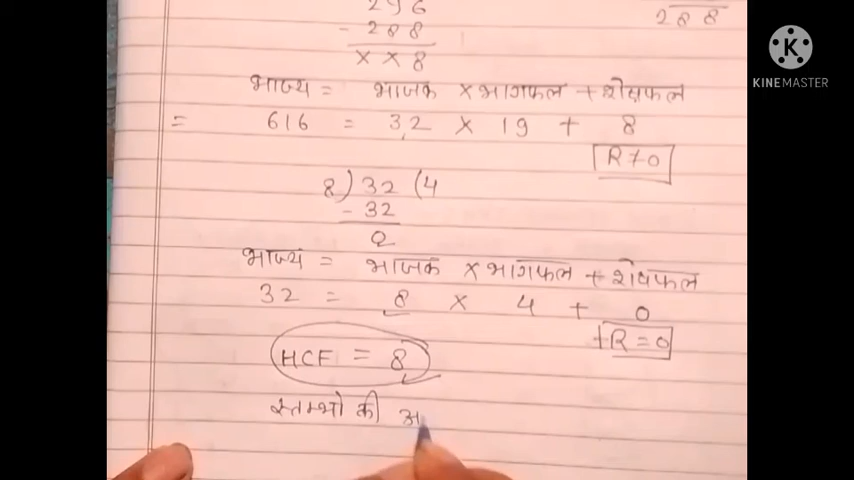 296
288
- 288
× × 8
भाज्य = भाजक × भागफल + शेषफल
= 616 = 32 × 19 + 8
R ≠ 0
8 ) 32 ( 4
- 32
0
भाज्य = भाजक × भागफल + शेषफल
32 = 8 × 4 + 0
R = 0
HCF = 8
स्तम्भो की अ
KINEMASTER